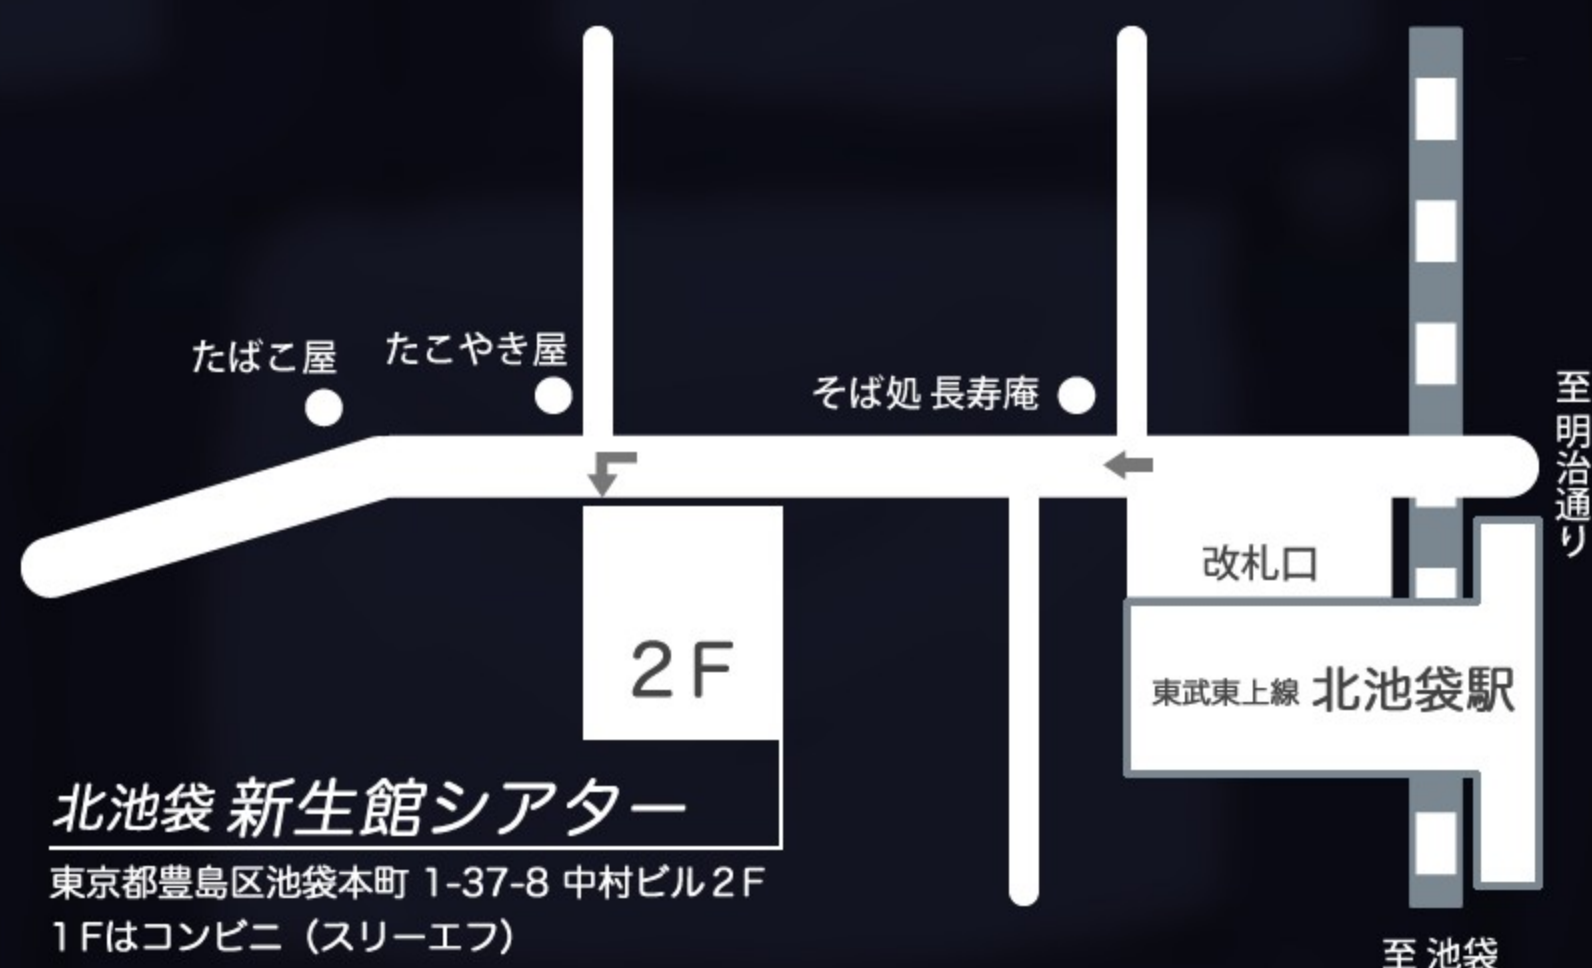 たばこ屋
たこやき屋
そば処 長寿庵
至 明治通り
改札口
2F
東武東上線 北池袋駅
北池袋 新生館シアター
東京都豊島区池袋本町 1-37-8 中村ビル2F
1Fはコンビニ（スリーエフ）
至 池袋